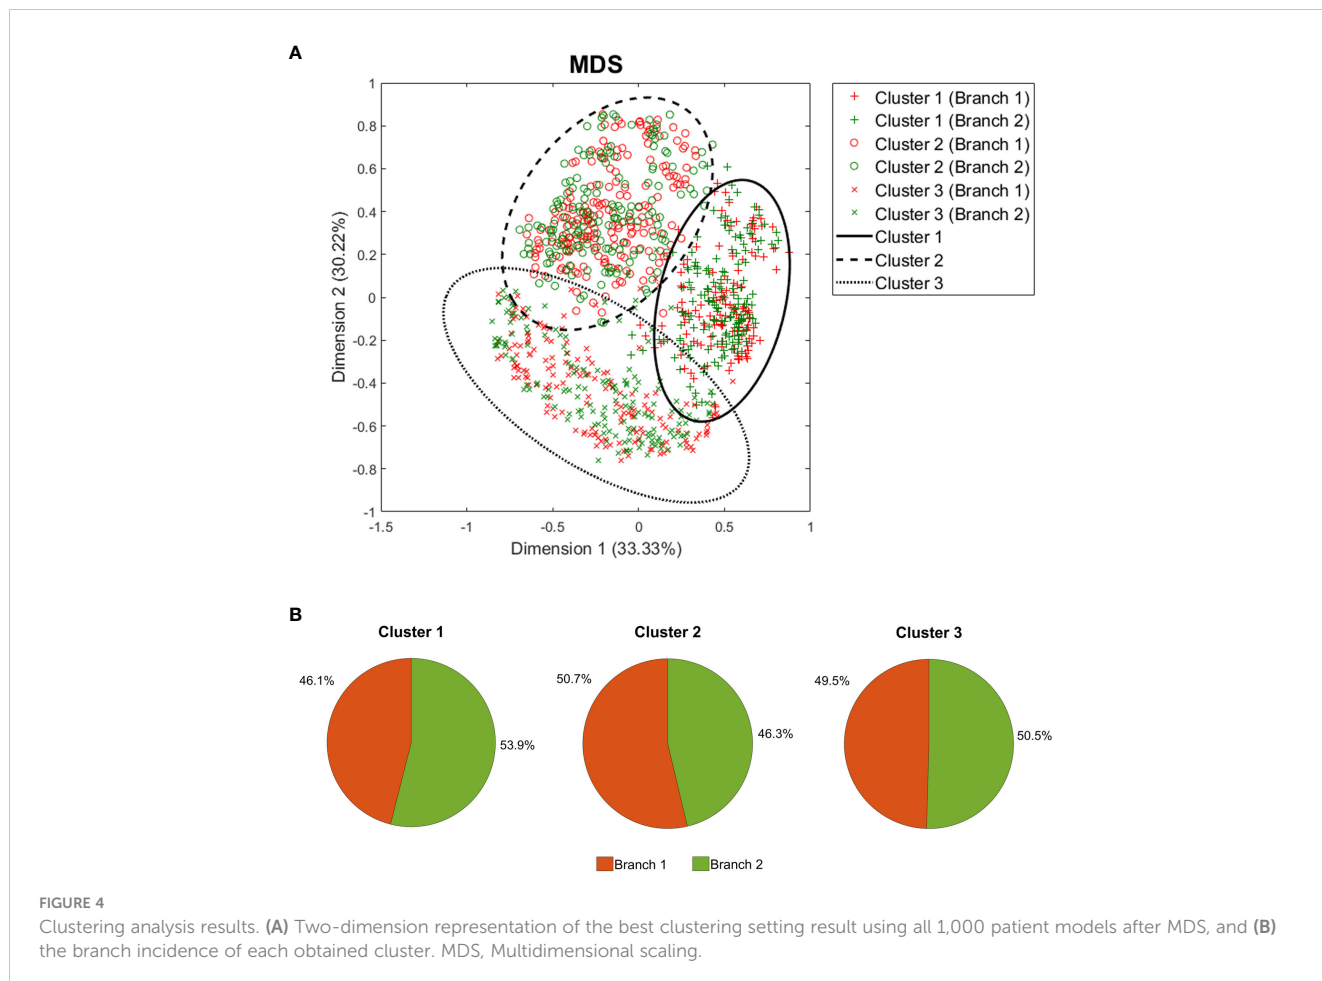 A
MDS
1
0.8
0.6
0.4
0.2
0
-0.2
-0.4
-0.6
-0.8
-1
Dimension 2 (30.22%)
-1.5 -1 -0.5 0 0.5 1
Dimension 1 (33.33%)
Cluster 1 (Branch 1)
Cluster 1 (Branch 2)
Cluster 2 (Branch 1)
Cluster 2 (Branch 2)
Cluster 3 (Branch 1)
Cluster 3 (Branch 2)
Cluster 1
Cluster 2
Cluster 3
B
Cluster 1 Cluster 2 Cluster 3
46.1% 53.9%
50.7% 46.3%
49.5% 50.5%
Branch 1 Branch 2
FIGURE 4
Clustering analysis results. (A) Two-dimension representation of the best clustering setting result using all 1,000 patient models after MDS, and (B)
the branch incidence of each obtained cluster. MDS, Multidimensional scaling.